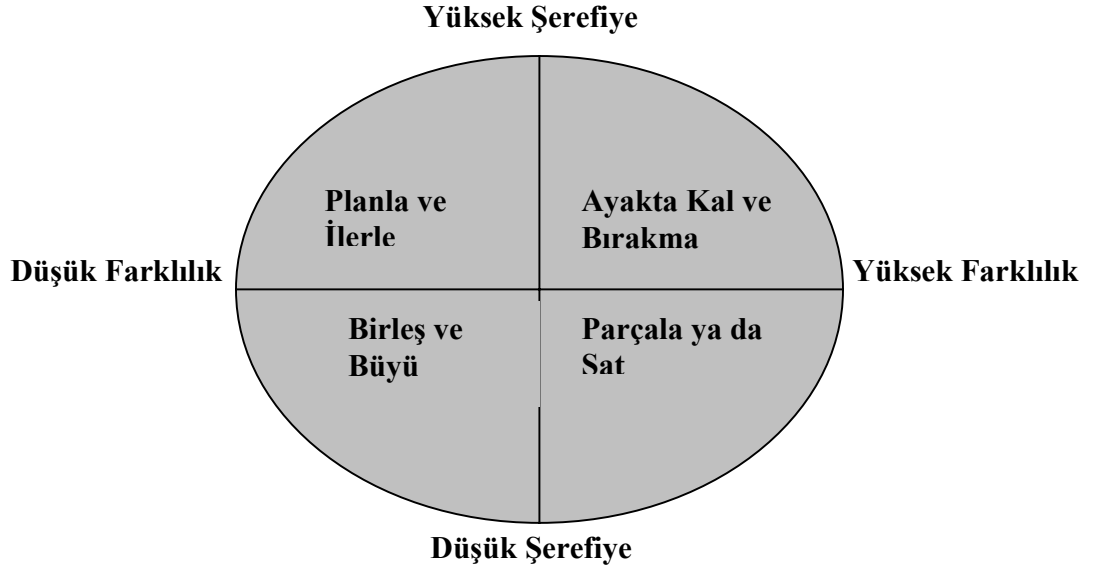 Yüksek Şerefiye
Planla ve
İlerle
Ayakta Kal ve
Bırakma
Düşük Farklılık
Yüksek Farklılık
Birleş ve
Büyü
Parçala ya da
Sat
Düşük Şerefiye